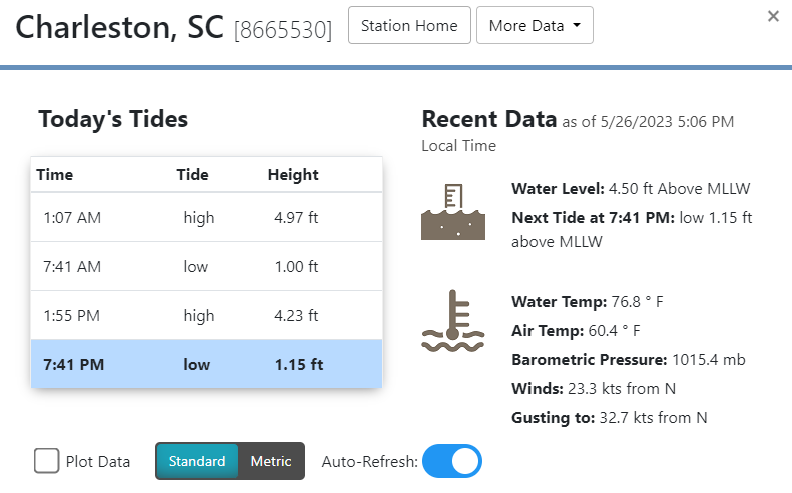 Charleston, SC [8665530] Station Home More Data
×
Today's Tides
Time Tide Height
1:07 AM high 4.97 ft
7:41 AM low 1.00 ft
1:55 PM high 4.23 ft
7:41 PM low 1.15 ft
Recent Data as of 5/26/2023 5:06 PM
Local Time
Water Level: 4.50 ft Above MLLW
Next Tide at 7:41 PM: low 1.15 ft
above MLLW
Water Temp: 76.8 ° F
Air Temp: 60.4 ° F
Barometric Pressure: 1015.4 mb
Winds: 23.3 kts from N
Gusting to: 32.7 kts from N
Plot Data Standard Metric Auto-Refresh: